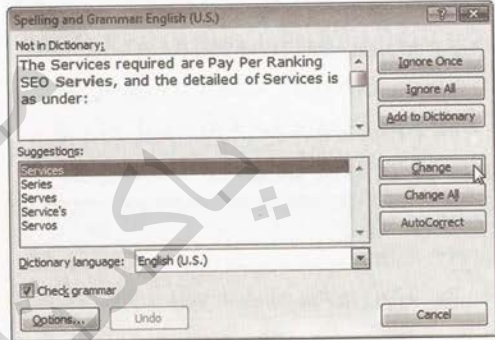 Spelling and Grammar: English (U.S.)
Not in Dictionary:
The Services required are Pay Per Ranking
SEO Servies, and the detailed of Services is
as under:
Ignore Once
Ignore All
Add to Dictionary
Suggestions:
Services
Series
Serves
Service's
Servos
Change
Change All
AutoCorrect
Dictionary language: English (U.S.)
Check grammar
Options...
Undo
Cancel